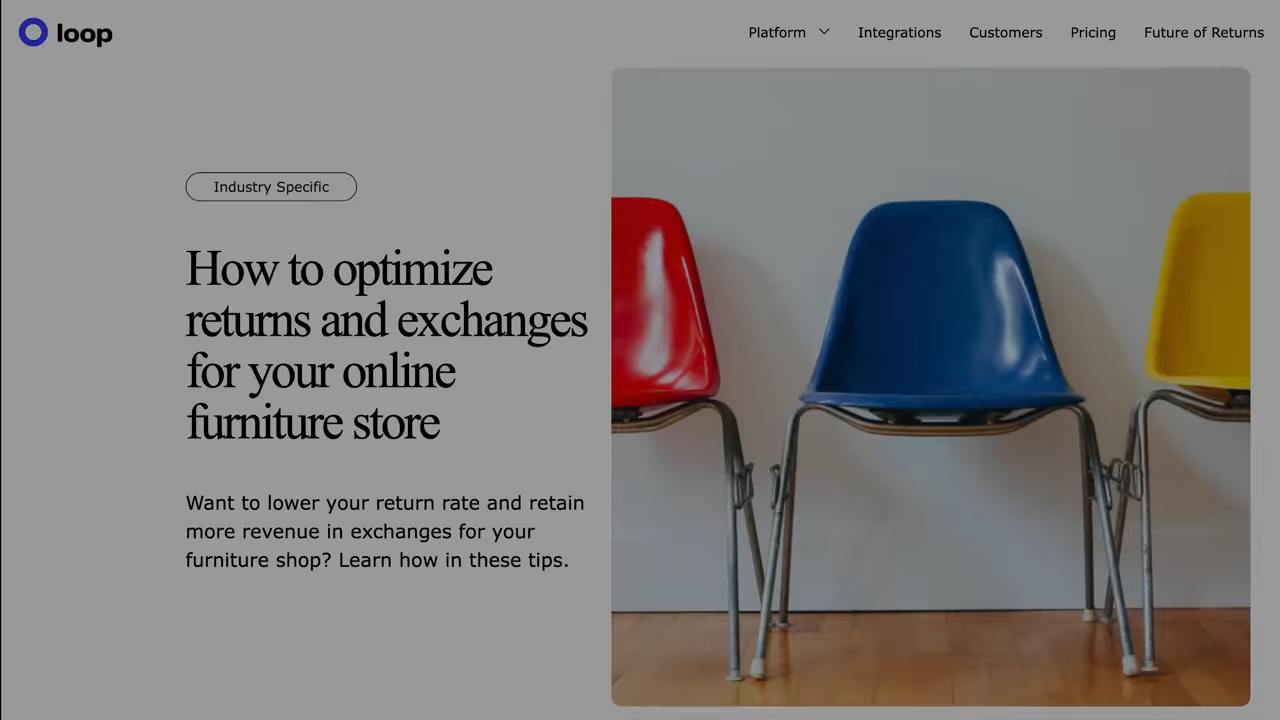 loop
Platform
Integrations
Customers
Pricing
Future of Returns
Industry Specific
How to optimize
returns and exchanges
for your online
furniture store
Want to lower your return rate and retain
more revenue in exchanges for your
furniture shop? Learn how in these tips.